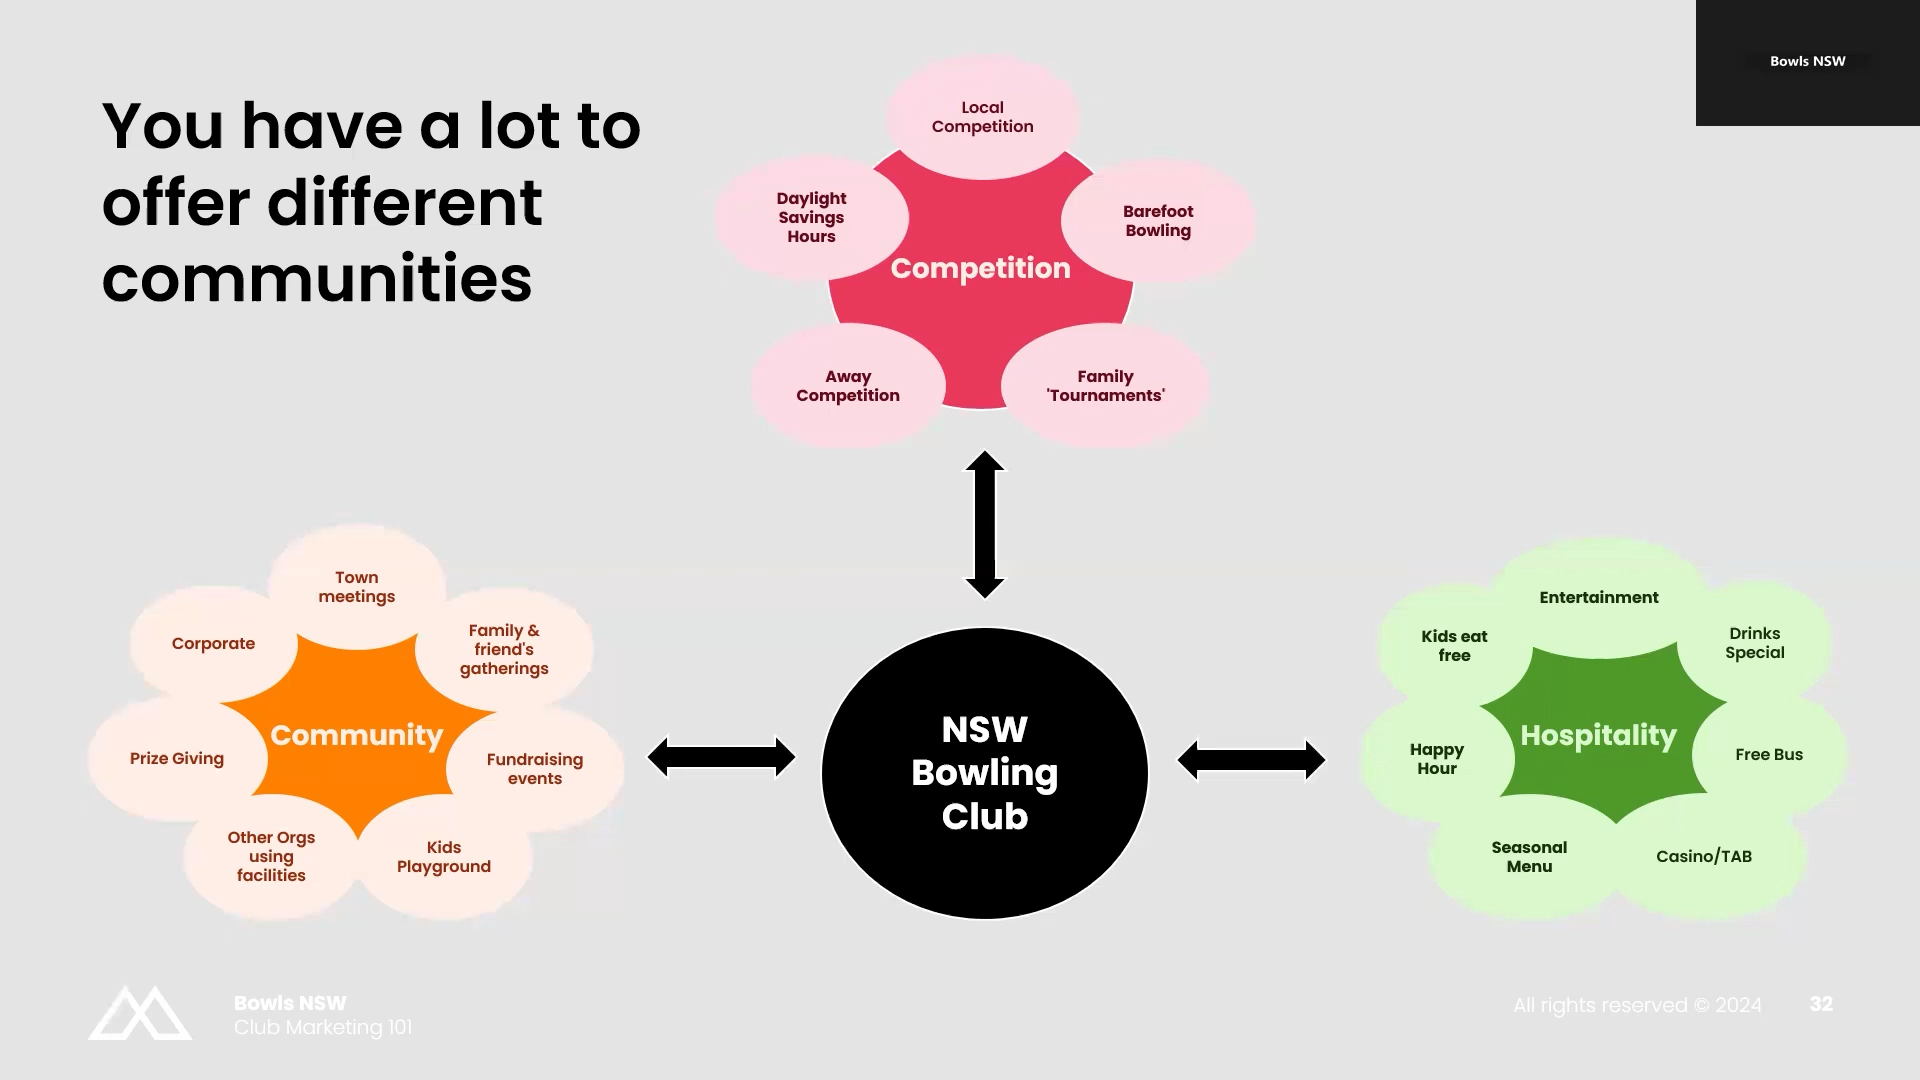 Bowls NSW
You have a lot to
offer different
communities
Local
Competition
Daylight
Savings
Hours
Barefoot
Bowling
Competition
Away
Competition
Family
'Tournaments'
Town
meetings
Corporate
Family &
friend's
gatherings
Community
Prize Giving
Fundraising
events
Other Orgs
using
facilities
Kids
Playground
NSW
Bowling
Club
Entertainment
Kids eat
free
Drinks
Special
Hospitality
Happy
Hour
Free Bus
Seasonal
Menu
Casino/TAB
Bowls NSW
Club Marketing 101
All rights reserved © 2024
32